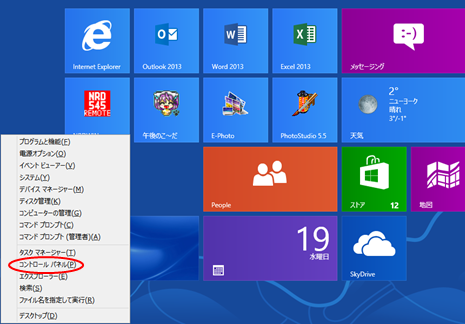 Internet Explorer
Outlook 2013
Word 2013
Excel 2013
メッセージング
NRD
545
REMOTE
午後のこ~だ
E-Photo
PhotoStudio 5.5
2°
ニューヨーク
晴れ
3°/-1°
天気
People
ストア
12
地図
19
水曜日
SkyDrive
プログラムと機能(F)
電源オプション(O)
イベント ビューアー(V)
システム(Y)
デバイス マネージャー(M)
ディスク管理(K)
コンピューターの管理(G)
コマンド プロンプト(C)
コマンド プロンプト (管理者)(A)
タスク マネージャー(T)
コントロール パネル(P)
エクスプローラー(E)
検索(S)
ファイル名を指定して実行(R)
デスクトップ(D)